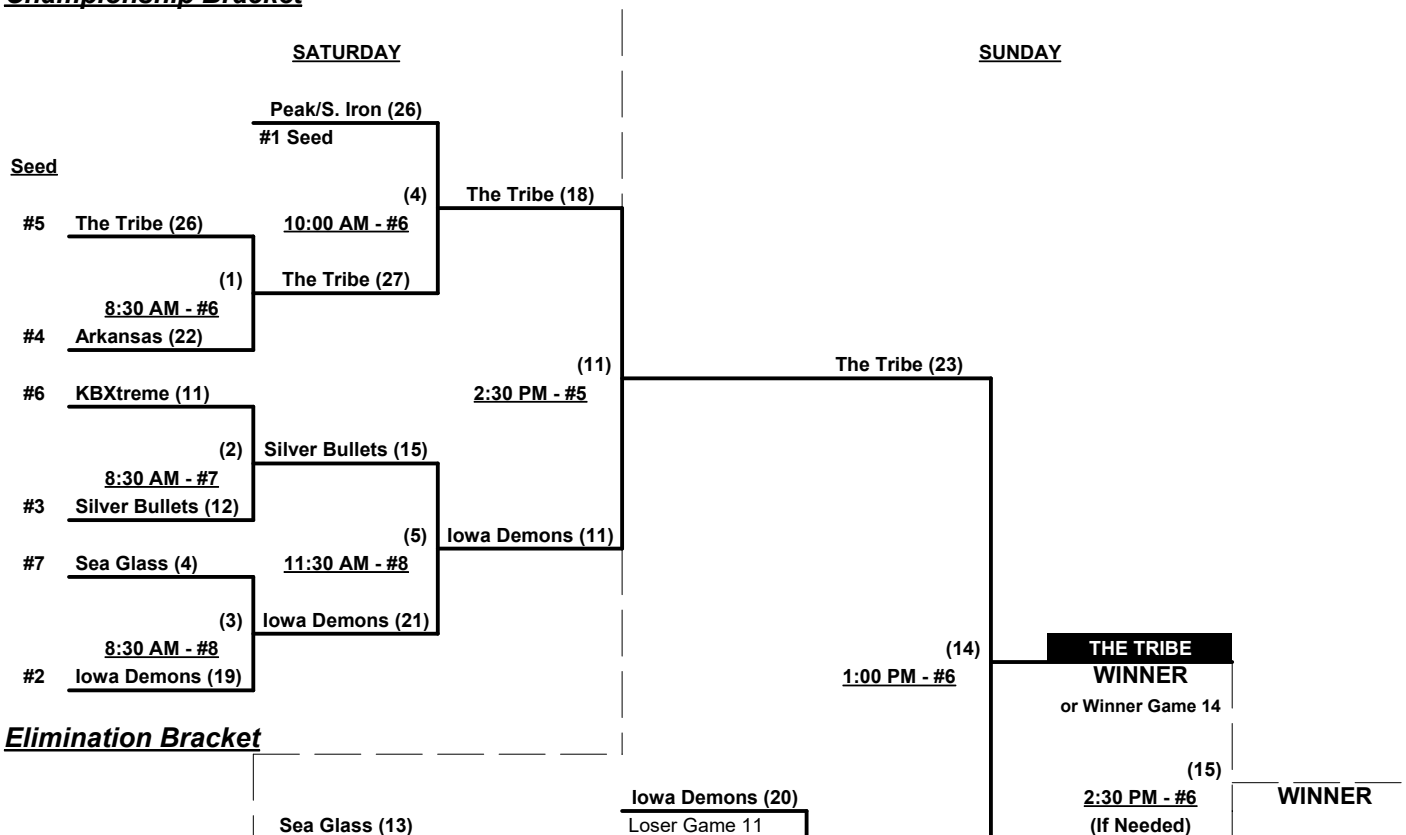 Championship Bracket
SATURDAY
SUNDAY
Peak/S. Iron (26)
#1 Seed
Seed
(4)
The Tribe (18)
#5
The Tribe (26)
10:00 AM - #6
(1)
The Tribe (27)
8:30 AM - #6
#4
Arkansas (22)
(11)
The Tribe (23)
#6
KBXtreme (11)
2:30 PM - #5
(2)
Silver Bullets (15)
8:30 AM - #7
#3
Silver Bullets (12)
(5)
Iowa Demons (11)
#7
Sea Glass (4)
11:30 AM - #8
(3)
Iowa Demons (21)
8:30 AM - #8
(14)
THE TRIBE
#2
Iowa Demons (19)
1:00 PM - #6
WINNER
or Winner Game 14
Elimination Bracket
(15)
Iowa Demons (20)
2:30 PM - #6
WINNER
Sea Glass (13)
Loser Game 11
(If Needed)